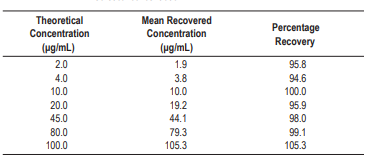 Theoretical Concentration (µg/mL) Mean Recovered Concentration (µg/mL) Percentage Recovery
2.0 1.9 95.8
4.0 3.8 94.6
10.0 10.0 100.0
20.0 19.2 95.9
45.0 44.1 98.0
80.0 79.3 99.1
100.0 105.3 105.3